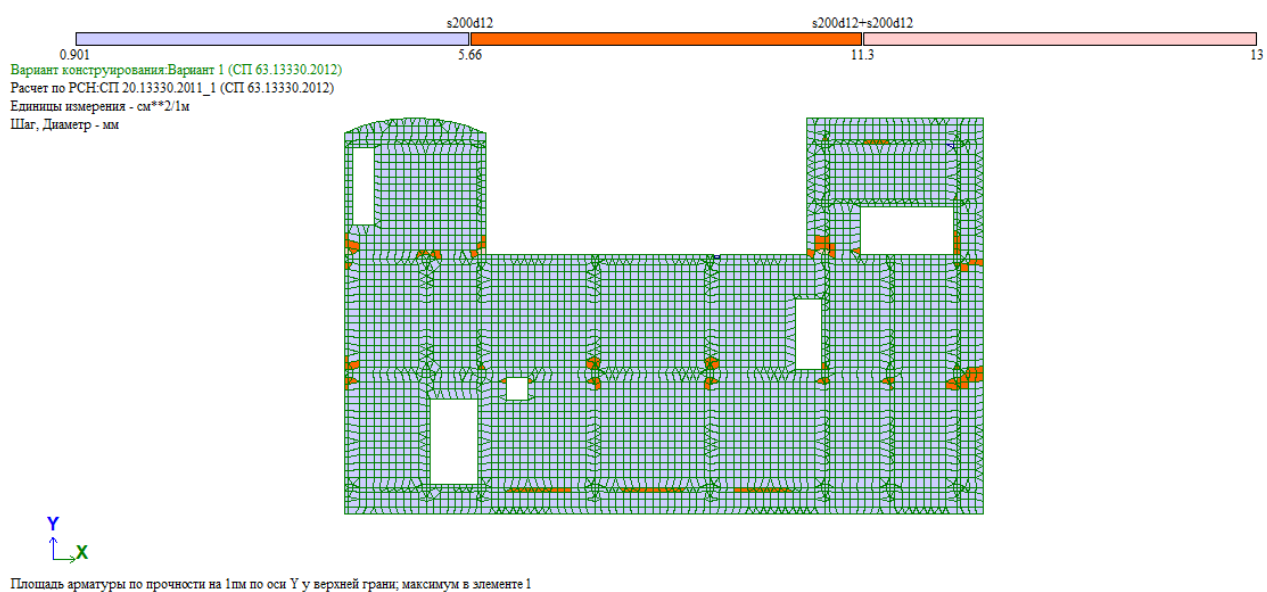 s200d12 s200d12+s200d12
0.901 5.66 11.3 13
Вариант конструирования:Вариант 1 (СП 63.13330.2012)
Расчет по РСН:СП 20.13330.2011_1 (СП 63.13330.2012)
Единицы измерения - см**2/1м
Шаг, Диаметр - мм
Y
X
Площадь арматуры по прочности на 1пм по оси Y у верхней грани; максимум в элементе 1